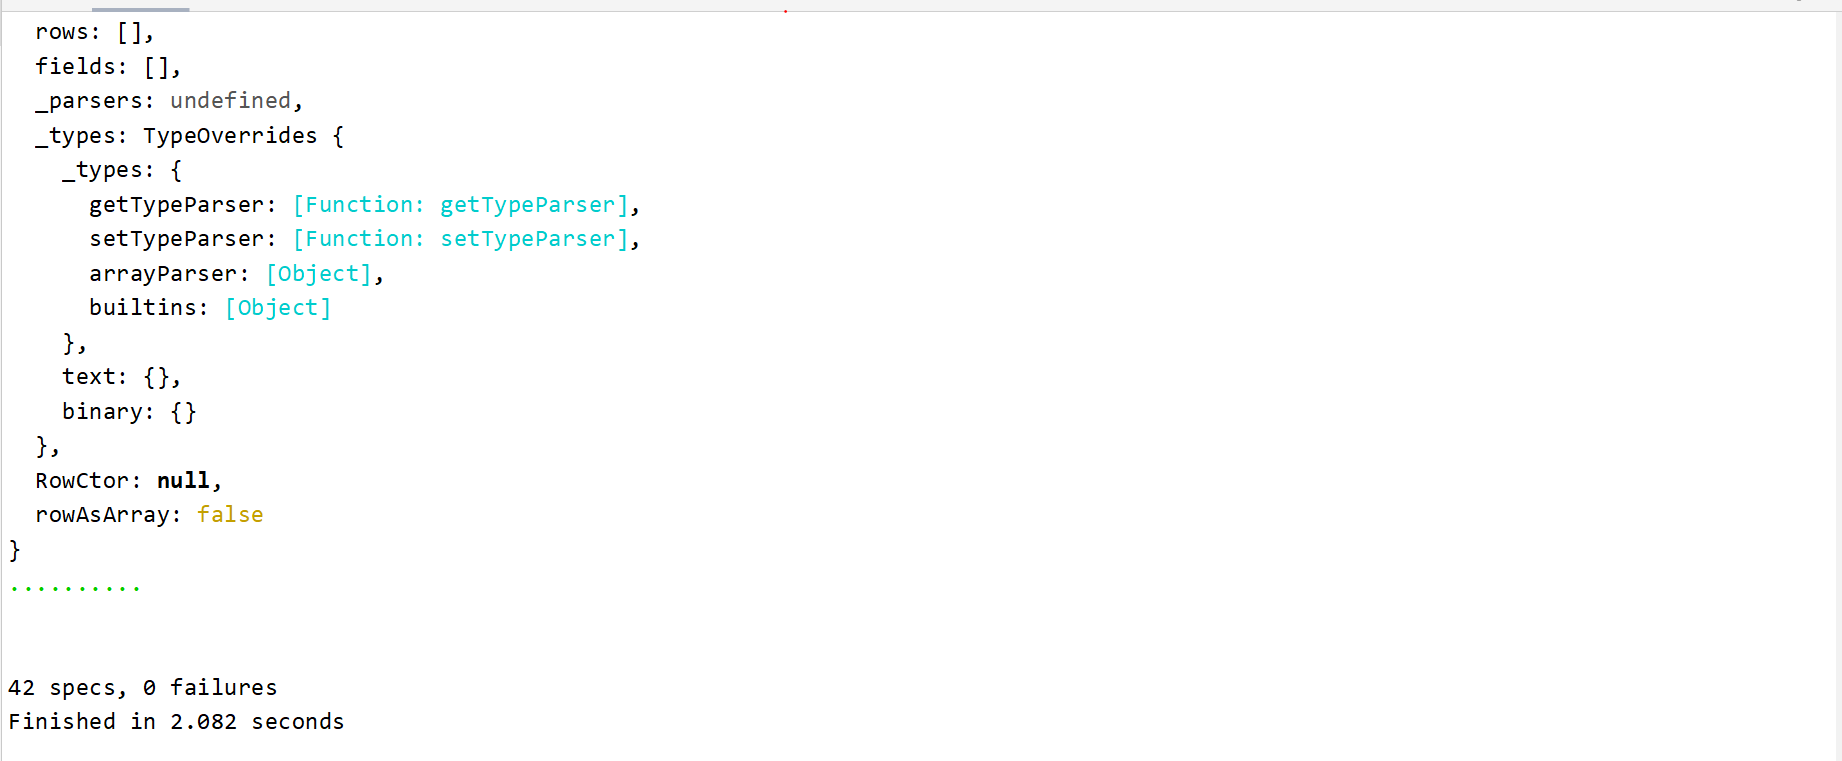 rows: [],
fields: [],
_parsers: undefined,
_types: TypeOverrides {
_types: {
getTypeParser: [Function: getTypeParser],
setTypeParser: [Function: setTypeParser],
arrayParser: [Object],
builtins: [Object]
},
text: {},
binary: {}
},
RowCtor: null,
rowAsArray: false
}
..........
42 specs, 0 failures
Finished in 2.082 seconds